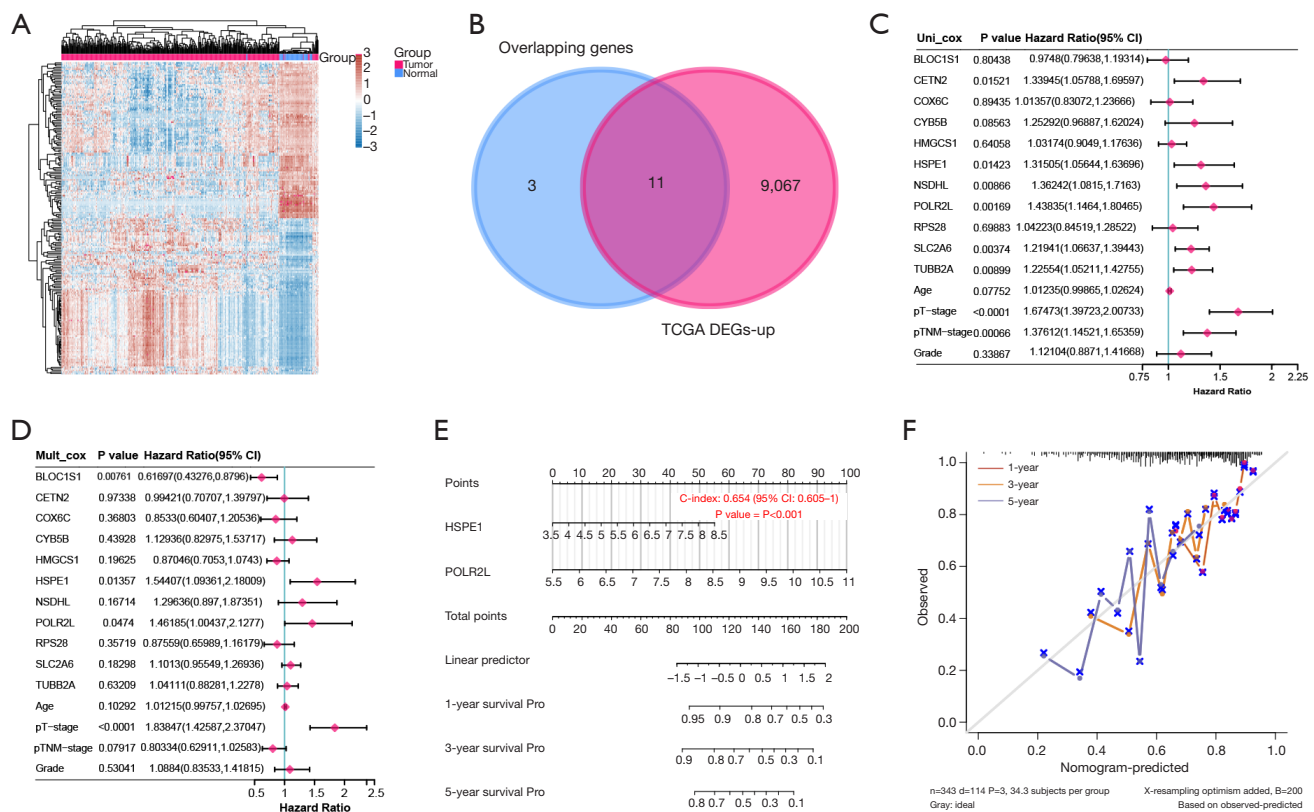 A
Group
3
2
1
0
−1
−2
−3
Group
Tumor
Normal
B
Overlapping genes
3
11
9,067
TCGA DEGs-up
C
Uni_cox P value Hazard Ratio(95% CI)
BLOC1S1 0.80438 0.9748(0.79638,1.19314)
CETN2 0.01521 1.33945(1.05788,1.69597)
COX6C 0.89435 1.01357(0.83072,1.23666)
CYB5B 0.08563 1.25292(0.96887,1.62024)
HMGCS1 0.64058 1.03174(0.9049,1.17636)
HSPE1 0.01423 1.31505(1.05644,1.63696)
NSDHL 0.00866 1.36242(1.0815,1.7163)
POLR2L 0.00169 1.43835(1.1464,1.80465)
RPS28 0.69883 1.04223(0.84519,1.28522)
SLC2A6 0.00374 1.21941(1.06637,1.39443)
TUBB2A 0.00899 1.22554(1.05211,1.42755)
Age 0.07752 1.01235(0.99865,1.02624)
pT−stage <0.0001 1.67473(1.39723,2.00733)
pTNM−stage 0.00066 1.37612(1.14521,1.65359)
Grade 0.33867 1.12104(0.8871,1.41668)
0.75 1 1.5 2 2.25
Hazard Ratio
D
Mult_cox P value Hazard Ratio(95% CI)
BLOC1S1 0.00761 0.61697(0.43276,0.8796)
CETN2 0.97338 0.99421(0.70707,1.39797)
COX6C 0.36803 0.8533(0.60407,1.20536)
CYB5B 0.43928 1.12936(0.82975,1.53717)
HMGCS1 0.19625 0.87046(0.7053,1.0743)
HSPE1 0.01357 1.54407(1.09361,2.18009)
NSDHL 0.16714 1.29636(0.897,1.87351)
POLR2L 0.0474 1.46185(1.00437,2.1277)
RPS28 0.35719 0.87559(0.65989,1.16179)
SLC2A6 0.18298 1.1013(0.95549,1.26936)
TUBB2A 0.63209 1.04111(0.88281,1.2278)
Age 0.10292 1.01215(0.99757,1.02695)
pT−stage <0.0001 1.83847(1.42587,2.37047)
pTNM−stage 0.07917 0.80334(0.62911,1.02583)
Grade 0.53041 1.0884(0.83533,1.41815)
0.5 1 1.5 2 2.5
Hazard Ratio
E
0 10 20 30 40 50 60 70 80 90 100
Points
C-index: 0.654 (95% CI: 0.605–1)
P value = P<0.001
HSPE1
3.5 4 4.5 5 5.5 6 6.5 7 7.5 8 8.5
POLR2L
5.5 6 6.5 7 7.5 8 8.5 9 9.5 10 10.5 11
Total points
0 20 40 60 80 100 120 140 160 180 200
Linear predictor
−1.5 −1 −0.5 0 0.5 1 1.5 2
1-year survival Pro
0.95 0.9 0.8 0.7 0.5 0.3
3-year survival Pro
0.9 0.8 0.7 0.5 0.3 0.1
5-year survival Pro
0.8 0.7 0.5 0.3 0.1
F
1-year
3-year
5-year
1.0
0.8
0.6
0.4
0.2
0.0
Observed
0.0 0.2 0.4 0.6 0.8 1.0
Nomogram-predicted
n=343 d=114 P=3, 34.3 subjects per group
Gray: ideal
X-resampling optimism added, B=200
Based on observed-predicted